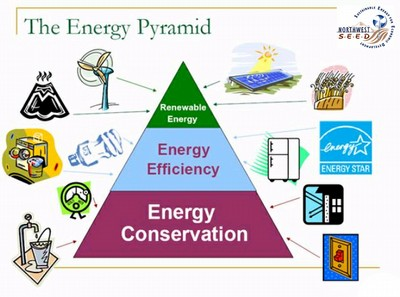 The Energy Pyramid
NORTHWEST
SEED
Renewable
Energy
Energy
Efficiency
energy
ENERGY STAR
Energy
Conservation